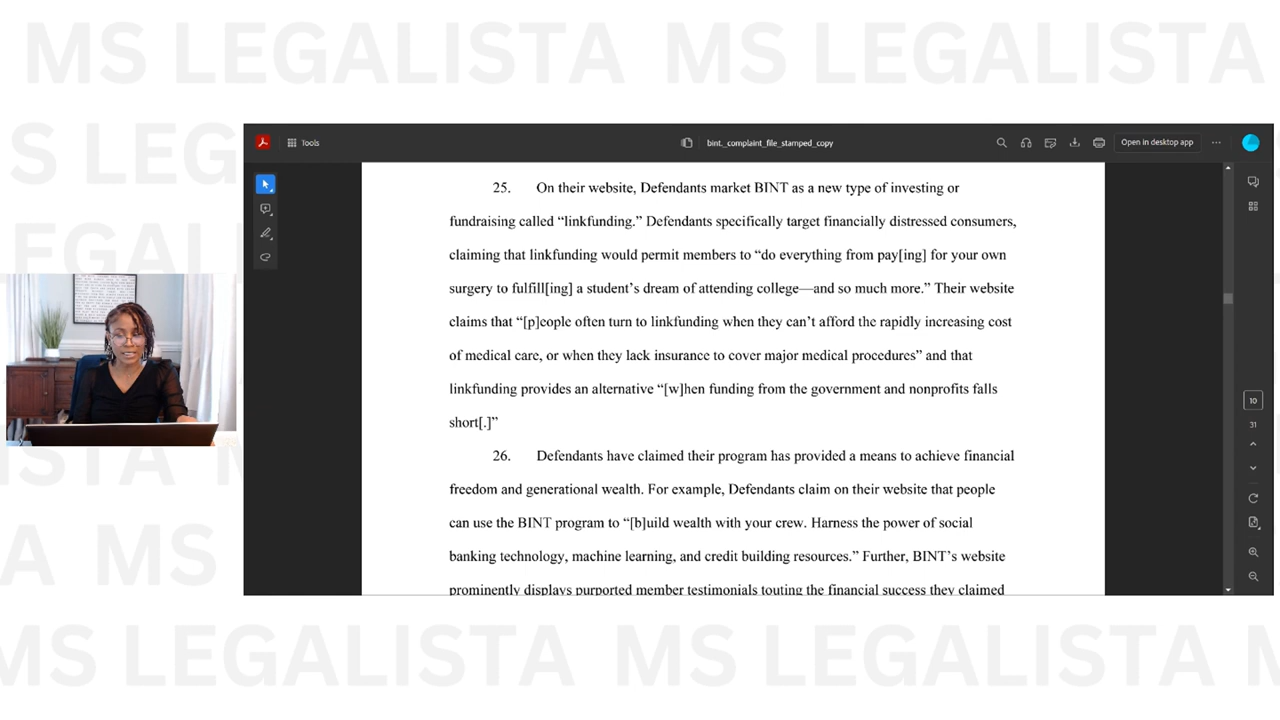 MS LEGALISTA MS LEGALISTA
S LEG
EGAL
ISTA M
A MS
MS LEGALISTA MS LEGALISTA M
Tools
bint._complaint_file_stamped_copy
Open in desktop app
25. On their website, Defendants market BINT as a new type of investing or
fundraising called “linkfunding.” Defendants specifically target financially distressed consumers,
claiming that linkfunding would permit members to “do everything from pay[ing] for your own
surgery to fulfill[ing] a student’s dream of attending college—and so much more.” Their website
claims that “[p]eople often turn to linkfunding when they can’t afford the rapidly increasing cost
of medical care, or when they lack insurance to cover major medical procedures” and that
linkfunding provides an alternative “[w]hen funding from the government and nonprofits falls
short[.]”
26. Defendants have claimed their program has provided a means to achieve financial
freedom and generational wealth. For example, Defendants claim on their website that people
can use the BINT program to “[b]uild wealth with your crew. Harness the power of social
banking technology, machine learning, and credit building resources.” Further, BINT’s website
prominently displays purported member testimonials touting the financial success they claimed
10
31